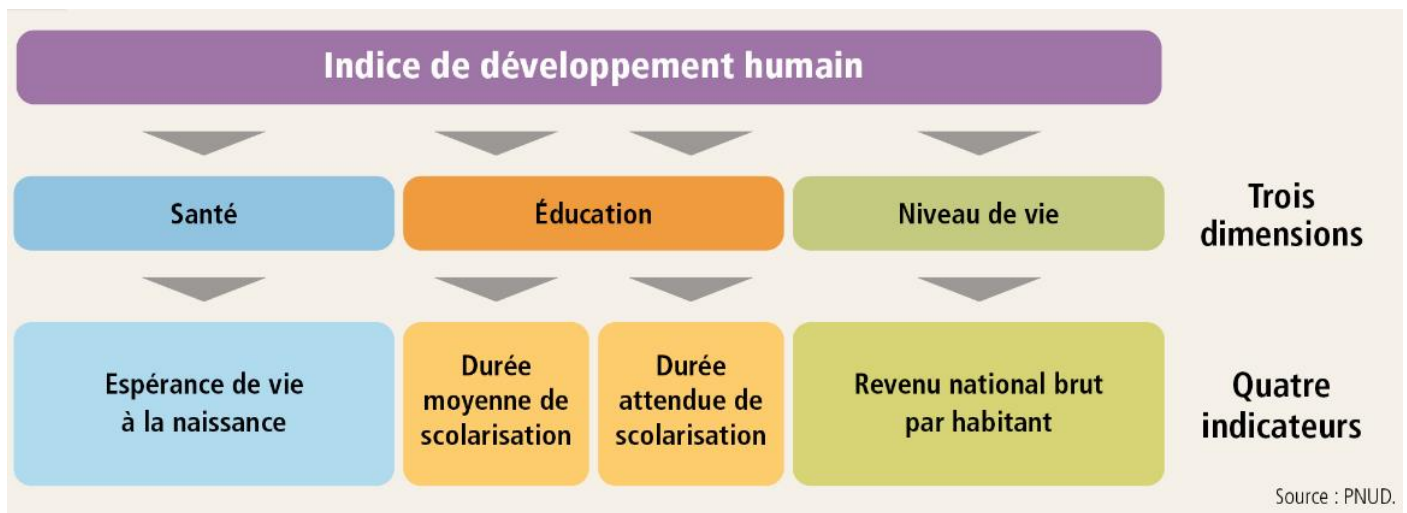 Indice de développement humain
Santé
Éducation
Niveau de vie
Trois
dimensions
Espérance de vie
à la naissance
Durée
moyenne de
scolarisation
Durée
attendue de
scolarisation
Revenu national brut
par habitant
Quatre
indicateurs
Source : PNUD.